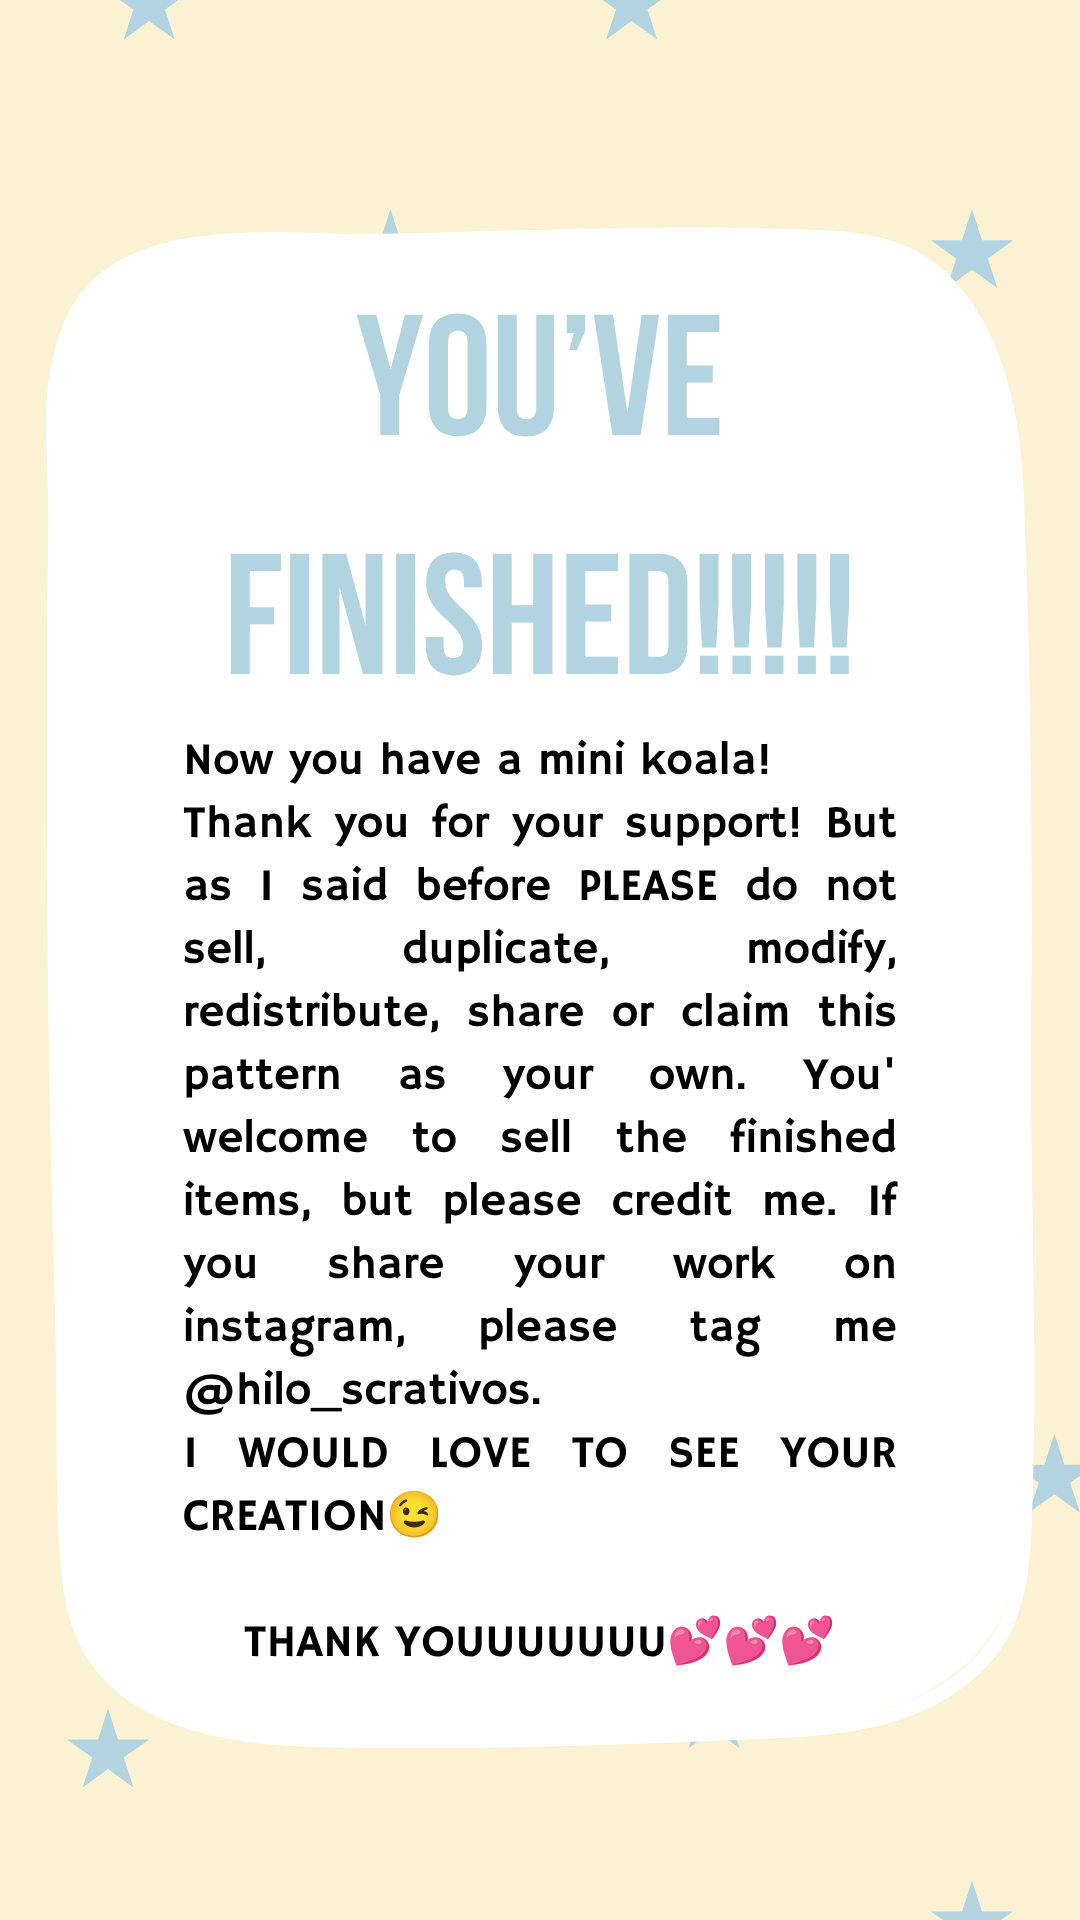 YOU’VE
FINISHED!!!!!
Now you have a mini koala!
Thank you for your support! But
as I said before PLEASE do not
sell, duplicate, modify,
redistribute, share or claim this
pattern as your own. You'
welcome to sell the finished
items, but please credit me. If
you share your work on
instagram, please tag me
@hilo_scrativos.
I WOULD LOVE TO SEE YOUR
CREATION😉
THANK YOUUUUUUU💕💕💕